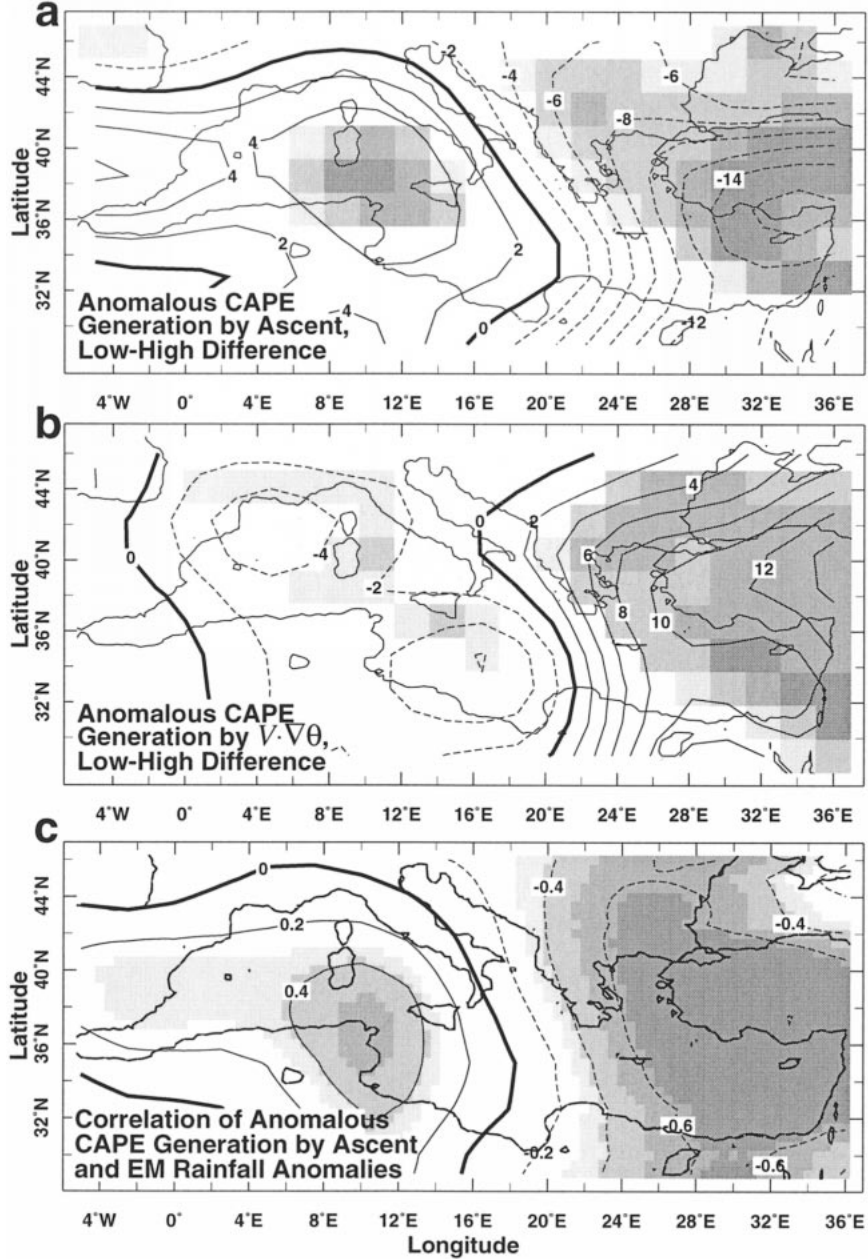 a
44°N
40°N
36°N
32°N
Latitude
-2
-4
-6
-6
-8
4
4
-14
2
2
4
0
-12
Anomalous CAPE
Generation by Ascent,
Low-High Difference
4°W 0° 4°E 8°E 12°E 16°E 20°E 24°E 28°E 32°E 36°E
b
44°N
40°N
36°N
32°N
Latitude
0
2
4
-4
0
-2
6
8
10
12
Anomalous CAPE
Generation by V·∇θ,
Low-High Difference
4°W 0° 4°E 8°E 12°E 16°E 20°E 24°E 28°E 32°E 36°E
c
44°N
40°N
36°N
32°N
Latitude
0
-0.4
-0.4
0.2
0.4
-0.2
-0.6
-0.6
Correlation of Anomalous
CAPE Generation by Ascent
and EM Rainfall Anomalies
4°W 0° 4°E 8°E 12°E 16°E 20°E 24°E 28°E 32°E 36°E
Longitude